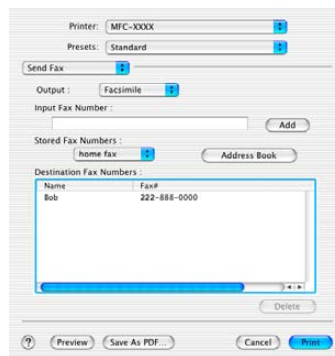 Printer: MFC-XXXX
Presets: Standard
Send Fax
Output : Facsimile
Input Fax Number :
Add
Stored Fax Numbers :
home fax Address Book
Destination Fax Numbers :
Name Fax#
Bob 222-888-0000
Delete
? Preview Save As PDF... Cancel Print